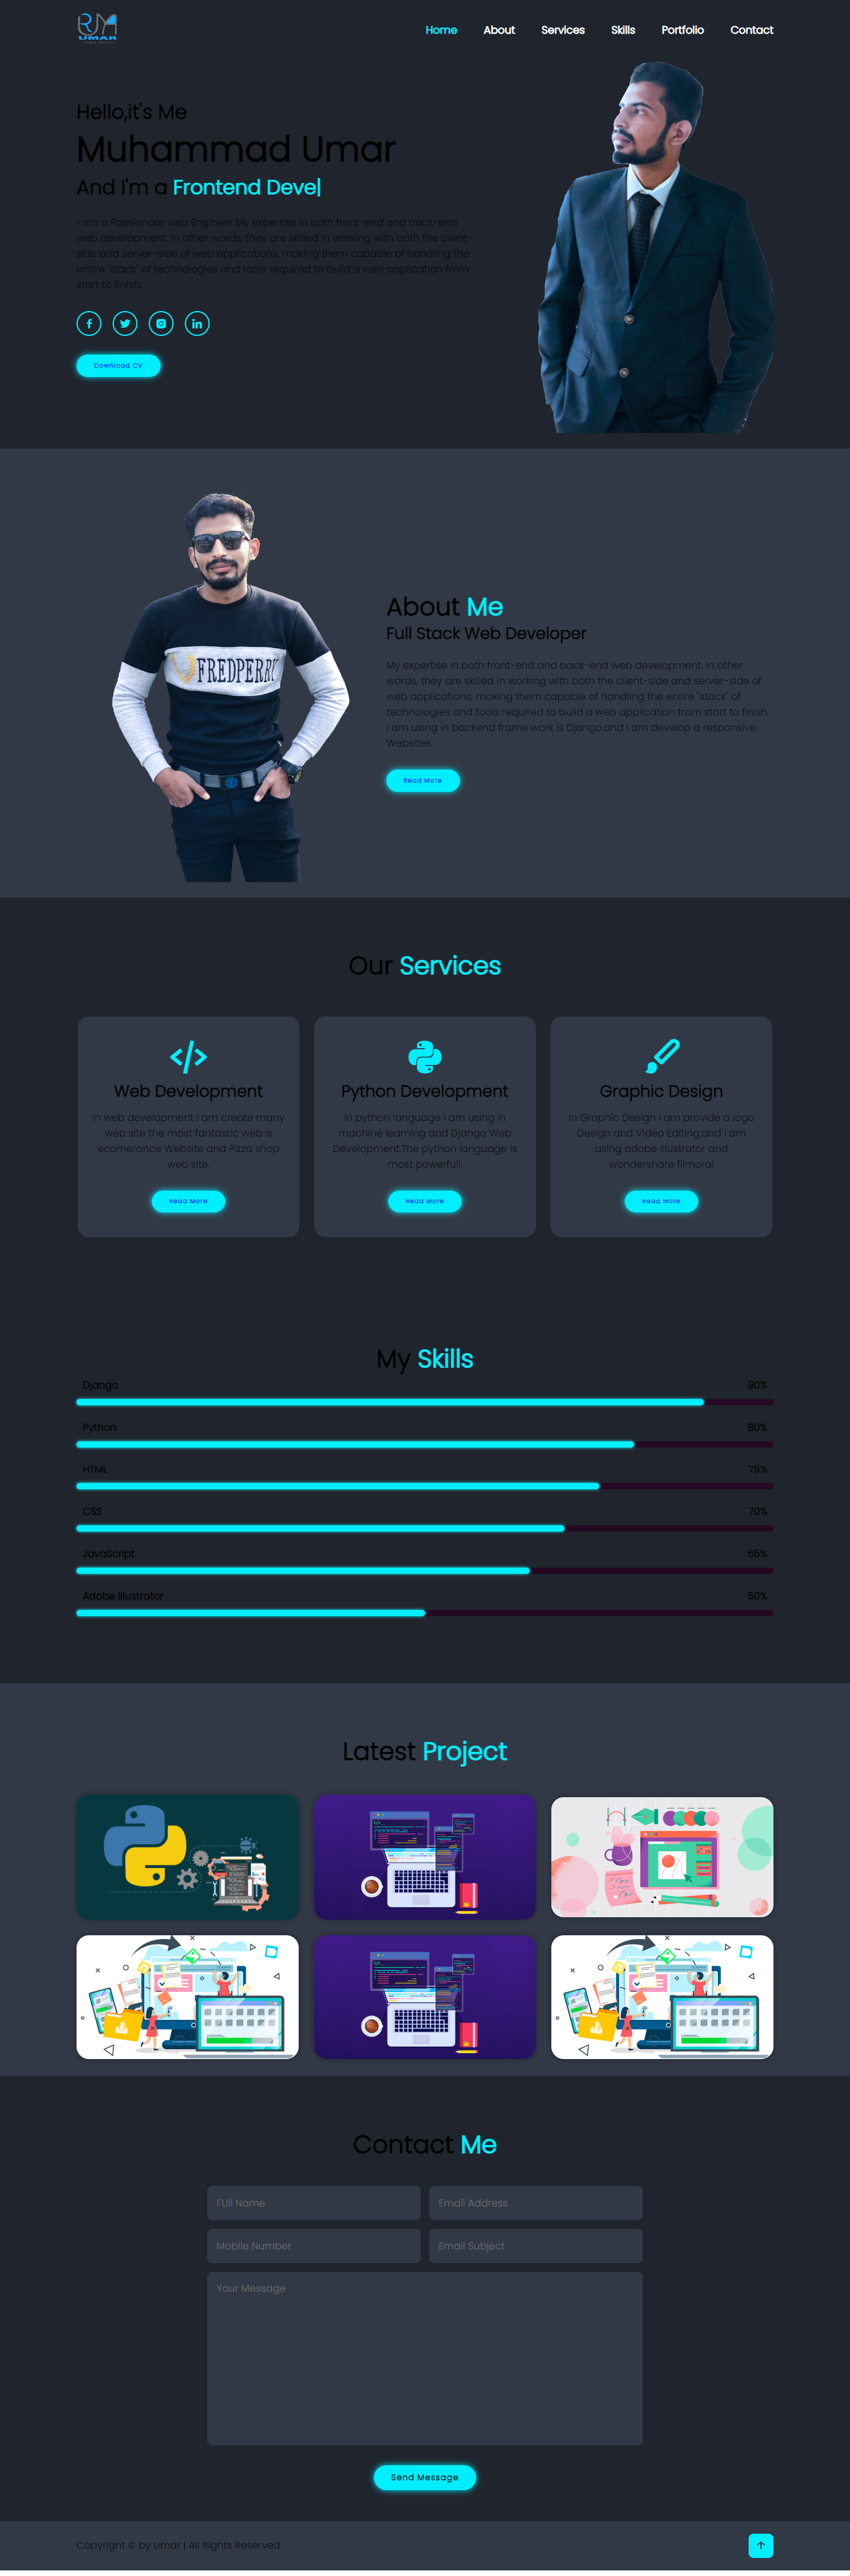 RJM
UMAR
Home About Services Skills Portfolio Contact
Hello,it's Me
Muhammad Umar
And I'm a Frontend Devel|
i am a Passionate web Engineer.My expertise in both front-end and back-end
web development. In other words, they are skilled in working with both the client-
side and server-side of web applications, making them capable of handling the
entire "stack" of technologies and tools required to build a web application from
start to finish.
Download CV
FREDPERRY
About Me
Full Stack Web Developer
My expertise in both front-end and back-end web development. In other
words, they are skilled in working with both the client-side and server-side of
web applications, making them capable of handling the entire "stack" of
technologies and tools required to build a web application from start to finish.
I am using in backend frame work is Django.and I am develop a responsive
Websites.
Read More
Our Services
Web Development
In web development i am create many
web site the most fantastic web is
ecomerance Website and Pizza shop
web site.
Read More
Python Development
In python language I am using in
machine learning and Django Web
Development.The python language is
most powerfull.
Read More
Graphic Design
In Graphic Design i am provide a logo
Design and Video Editing.and I am
using adobe Illustrator and
wondershare filmoral
Read More
My Skills
Django 90%
Python 80%
HTML 75%
CSS 70%
JavaScript 65%
Adobe Illustrator 50%
Latest Project
Contact Me
FUll Name
Email Address
Mobile Number
Email Subject
Your Message
Send Message
Copyright © by Umar | All Rights Reserved